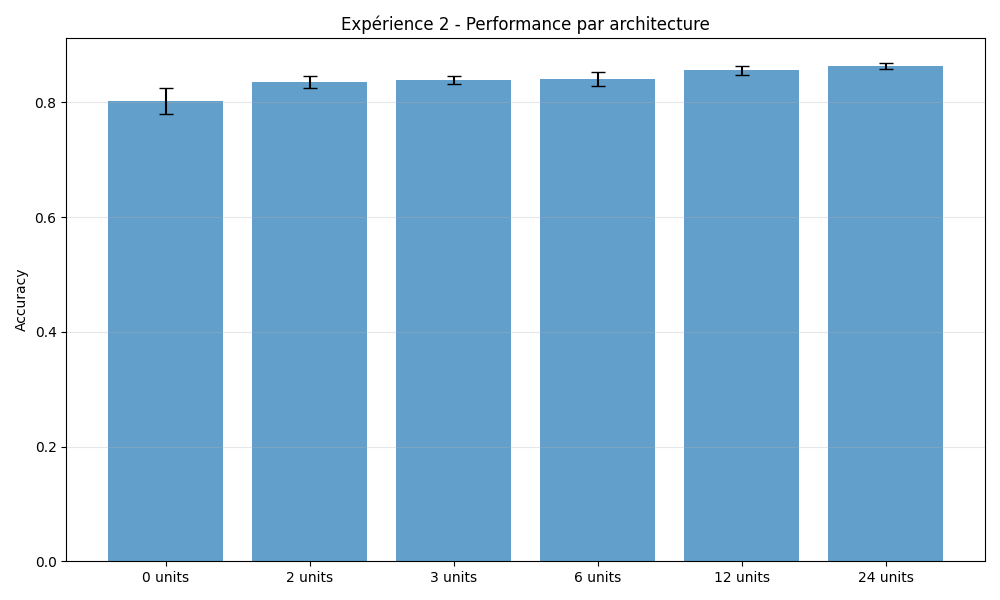 Expérience 2 - Performance par architecture
Accuracy
0.8
0.6
0.4
0.2
0.0
0 units
2 units
3 units
6 units
12 units
24 units